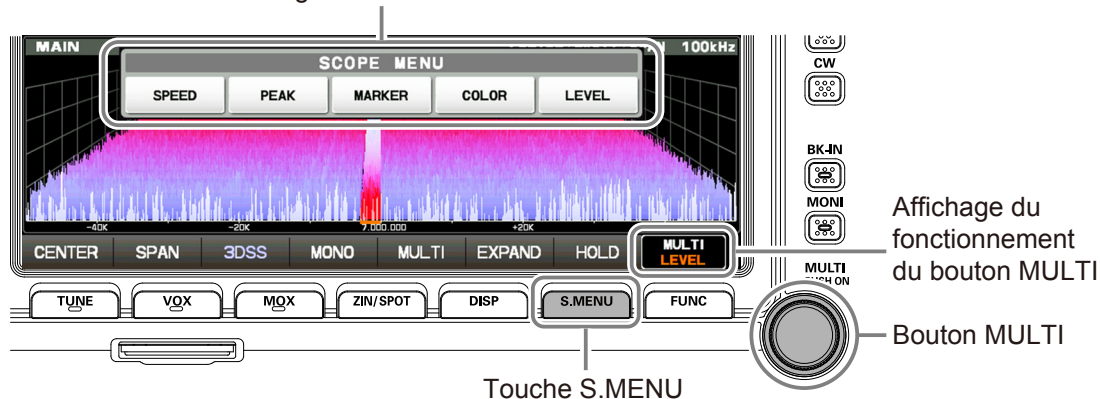 MAIN
100kHz
SCOPE MENU
SPEED PEAK MARKER COLOR LEVEL
-40K -20K 7.000.000 +20K
CENTER SPAN 3DSS MONO MULTI EXPAND HOLD MULTI
LEVEL
TUNE VOX MOX ZIN/SPOT DISP S.MENU FUNC
CW
BK-IN
MONI
MULTI
Affichage du
fonctionnement
du bouton MULTI
Bouton MULTI
Touche S.MENU